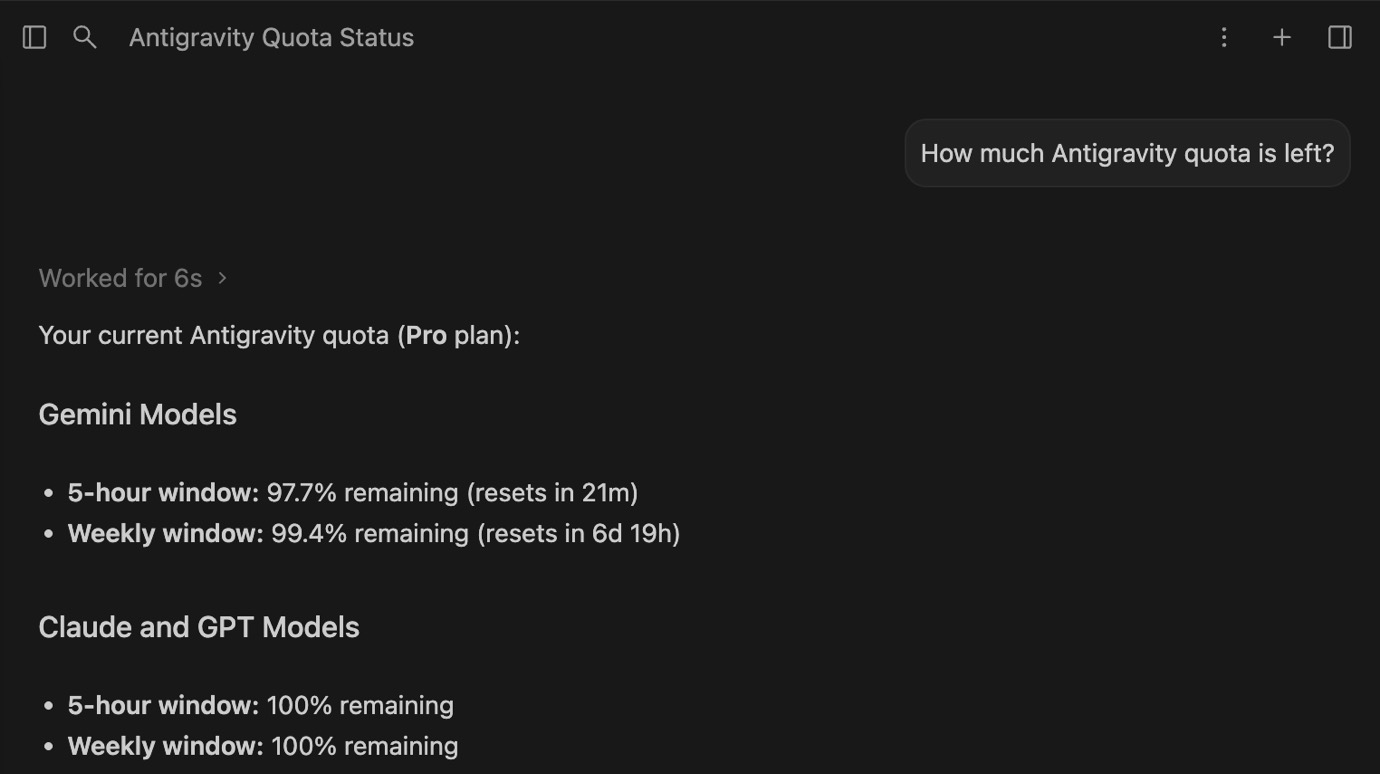 Antigravity Quota Status
How much Antigravity quota is left?
Worked for 6s
Your current Antigravity quota (Pro plan):
Gemini Models
• 5-hour window: 97.7% remaining (resets in 21m)
• Weekly window: 99.4% remaining (resets in 6d 19h)
Claude and GPT Models
• 5-hour window: 100% remaining
• Weekly window: 100% remaining